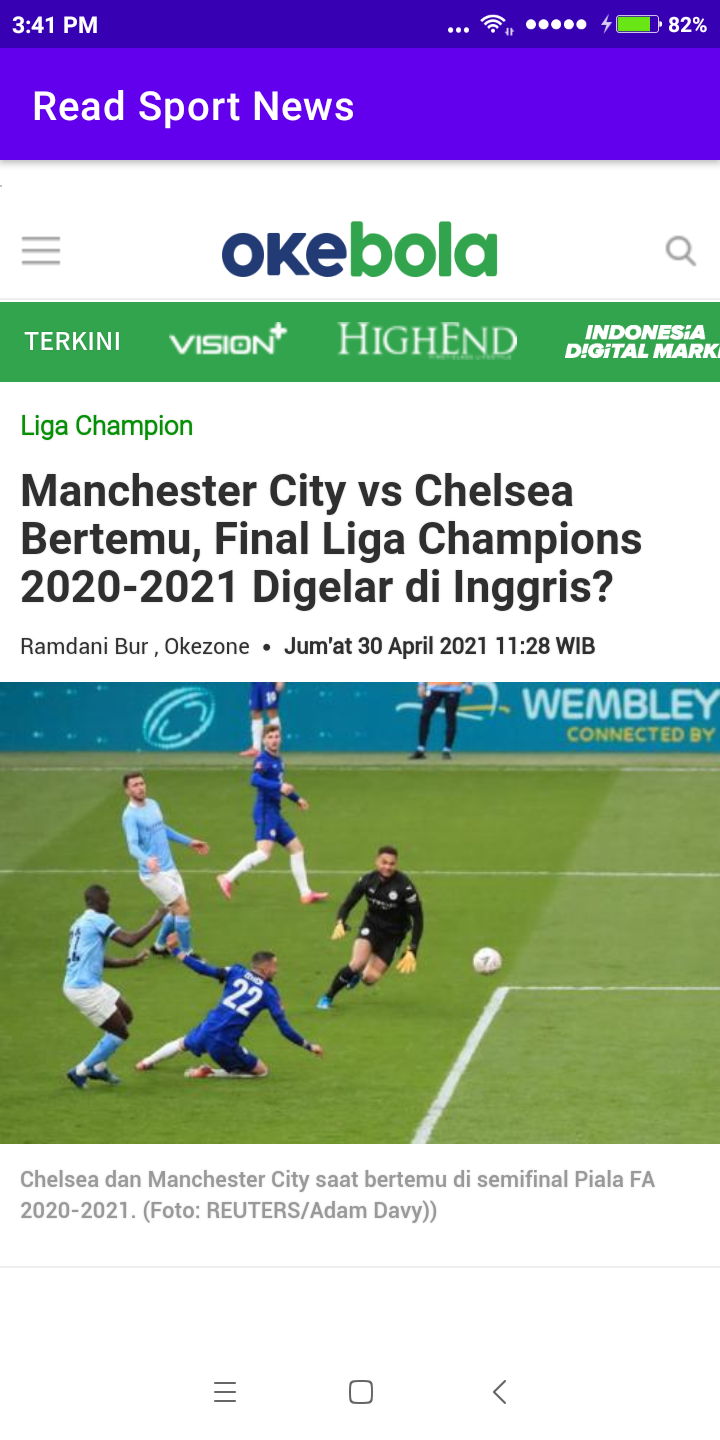 3:41 PM
82%
Read Sport News
okebola
TERKINI
VISION+
HIGHEND
INDONESiA
D!GiTAL MARK
Liga Champion
Manchester City vs Chelsea
Bertemu, Final Liga Champions
2020-2021 Digelar di Inggris?
Ramdani Bur , Okezone • Jum'at 30 April 2021 11:28 WIB
WEMBLEY
CONNECTED BY
22
Chelsea dan Manchester City saat bertemu di semifinal Piala FA
2020-2021. (Foto: REUTERS/Adam Davy))